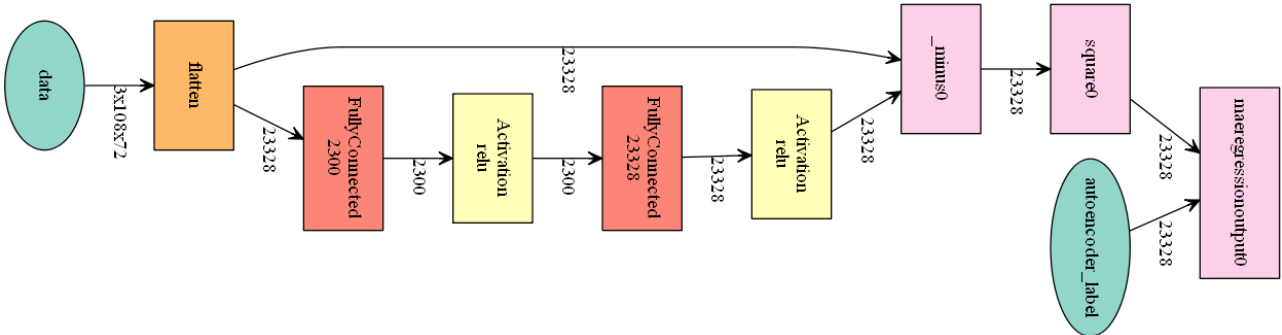 data
3x108x72
flatten
23328
23328
FullyConnected
2300
2300
Activation
relu
2300
FullyConnected
23328
23328
Activation
relu
23328
_minus0
23328
square0
23328
autoencoder_label
23328
maeregressionoutput0